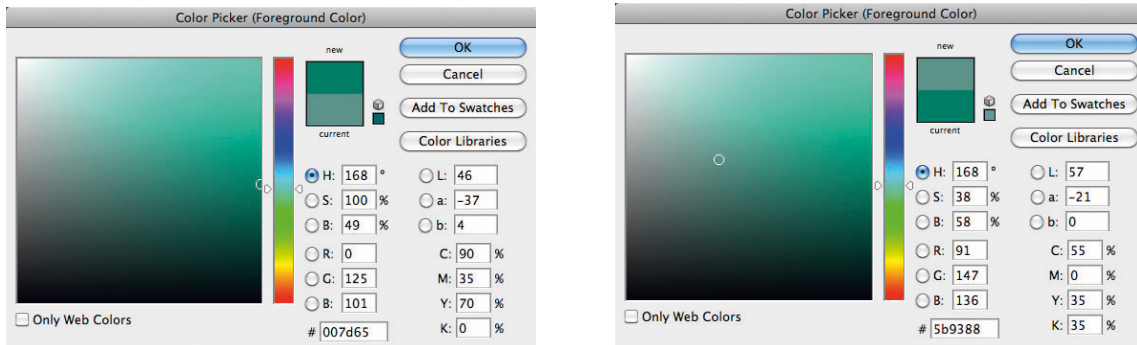 Color Picker (Foreground Color)
new
current
OK
Cancel
Add To Swatches
Color Libraries
H: 168 °
L: 46
S: 100 %
a: -37
B: 49 %
b: 4
R: 0
C: 90 %
G: 125
M: 35 %
B: 101
Y: 70 %
# 007d65
K: 0 %
Only Web Colors
Color Picker (Foreground Color)
new
current
OK
Cancel
Add To Swatches
Color Libraries
H: 168 °
L: 57
S: 38 %
a: -21
B: 58 %
b: 0
R: 91
C: 55 %
G: 147
M: 0 %
B: 136
Y: 35 %
# 5b9388
K: 35 %
Only Web Colors